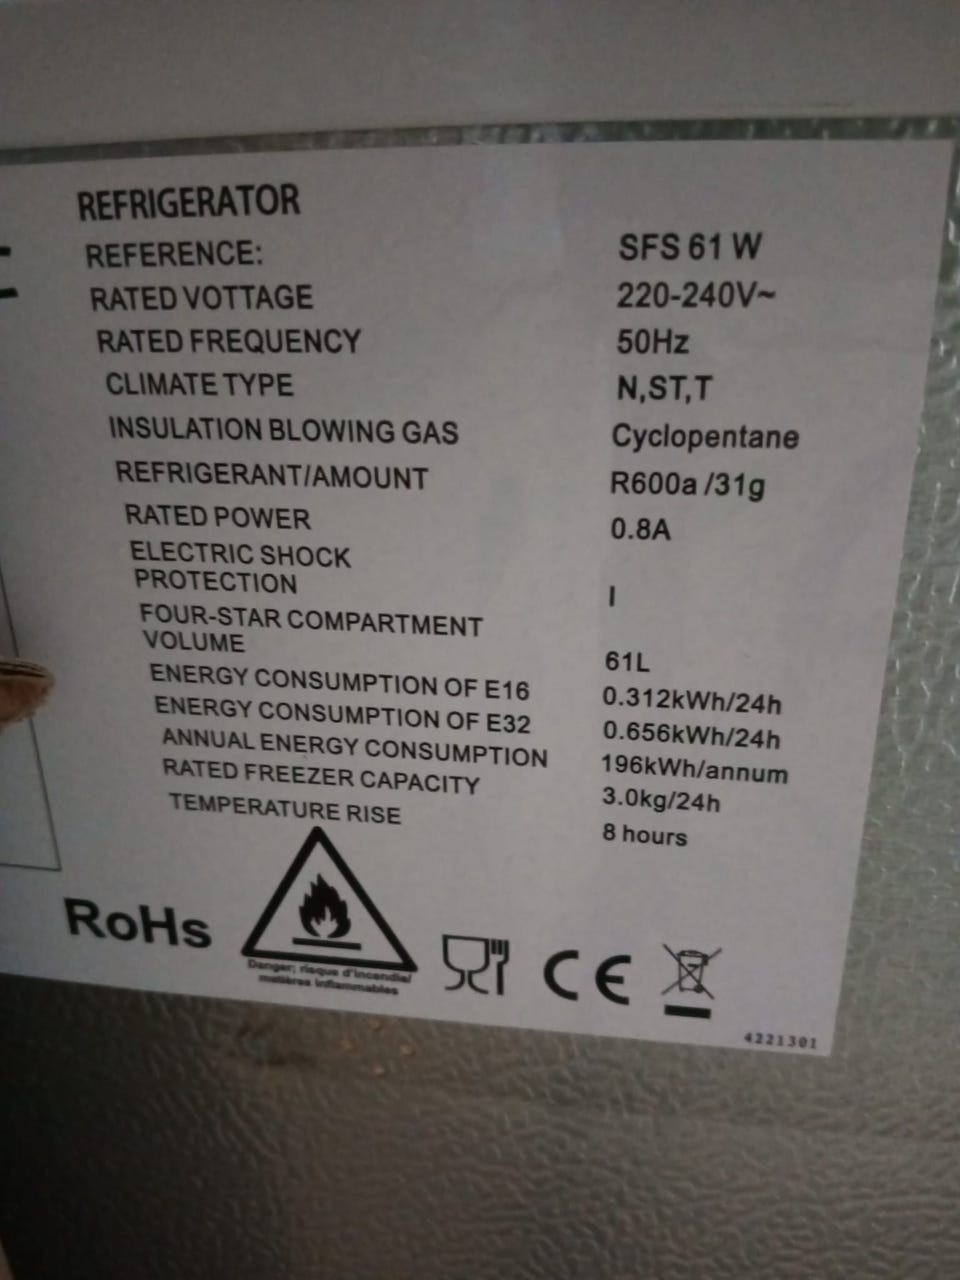 REFRIGERATOR
REFERENCE: SFS 61 W
RATED VOTTAGE 220-240V~
RATED FREQUENCY 50Hz
CLIMATE TYPE N,ST,T
INSULATION BLOWING GAS Cyclopentane
REFRIGERANT/AMOUNT R600a /31g
RATED POWER 0.8A
ELECTRIC SHOCK
PROTECTION I
FOUR-STAR COMPARTMENT
VOLUME 61L
ENERGY CONSUMPTION OF E16 0.312kWh/24h
ENERGY CONSUMPTION OF E32 0.656kWh/24h
ANNUAL ENERGY CONSUMPTION 196kWh/annum
RATED FREEZER CAPACITY 3.0kg/24h
TEMPERATURE RISE 8 hours
RoHs
Danger; risque d'incendie/
matières inflammables
CE
4221301